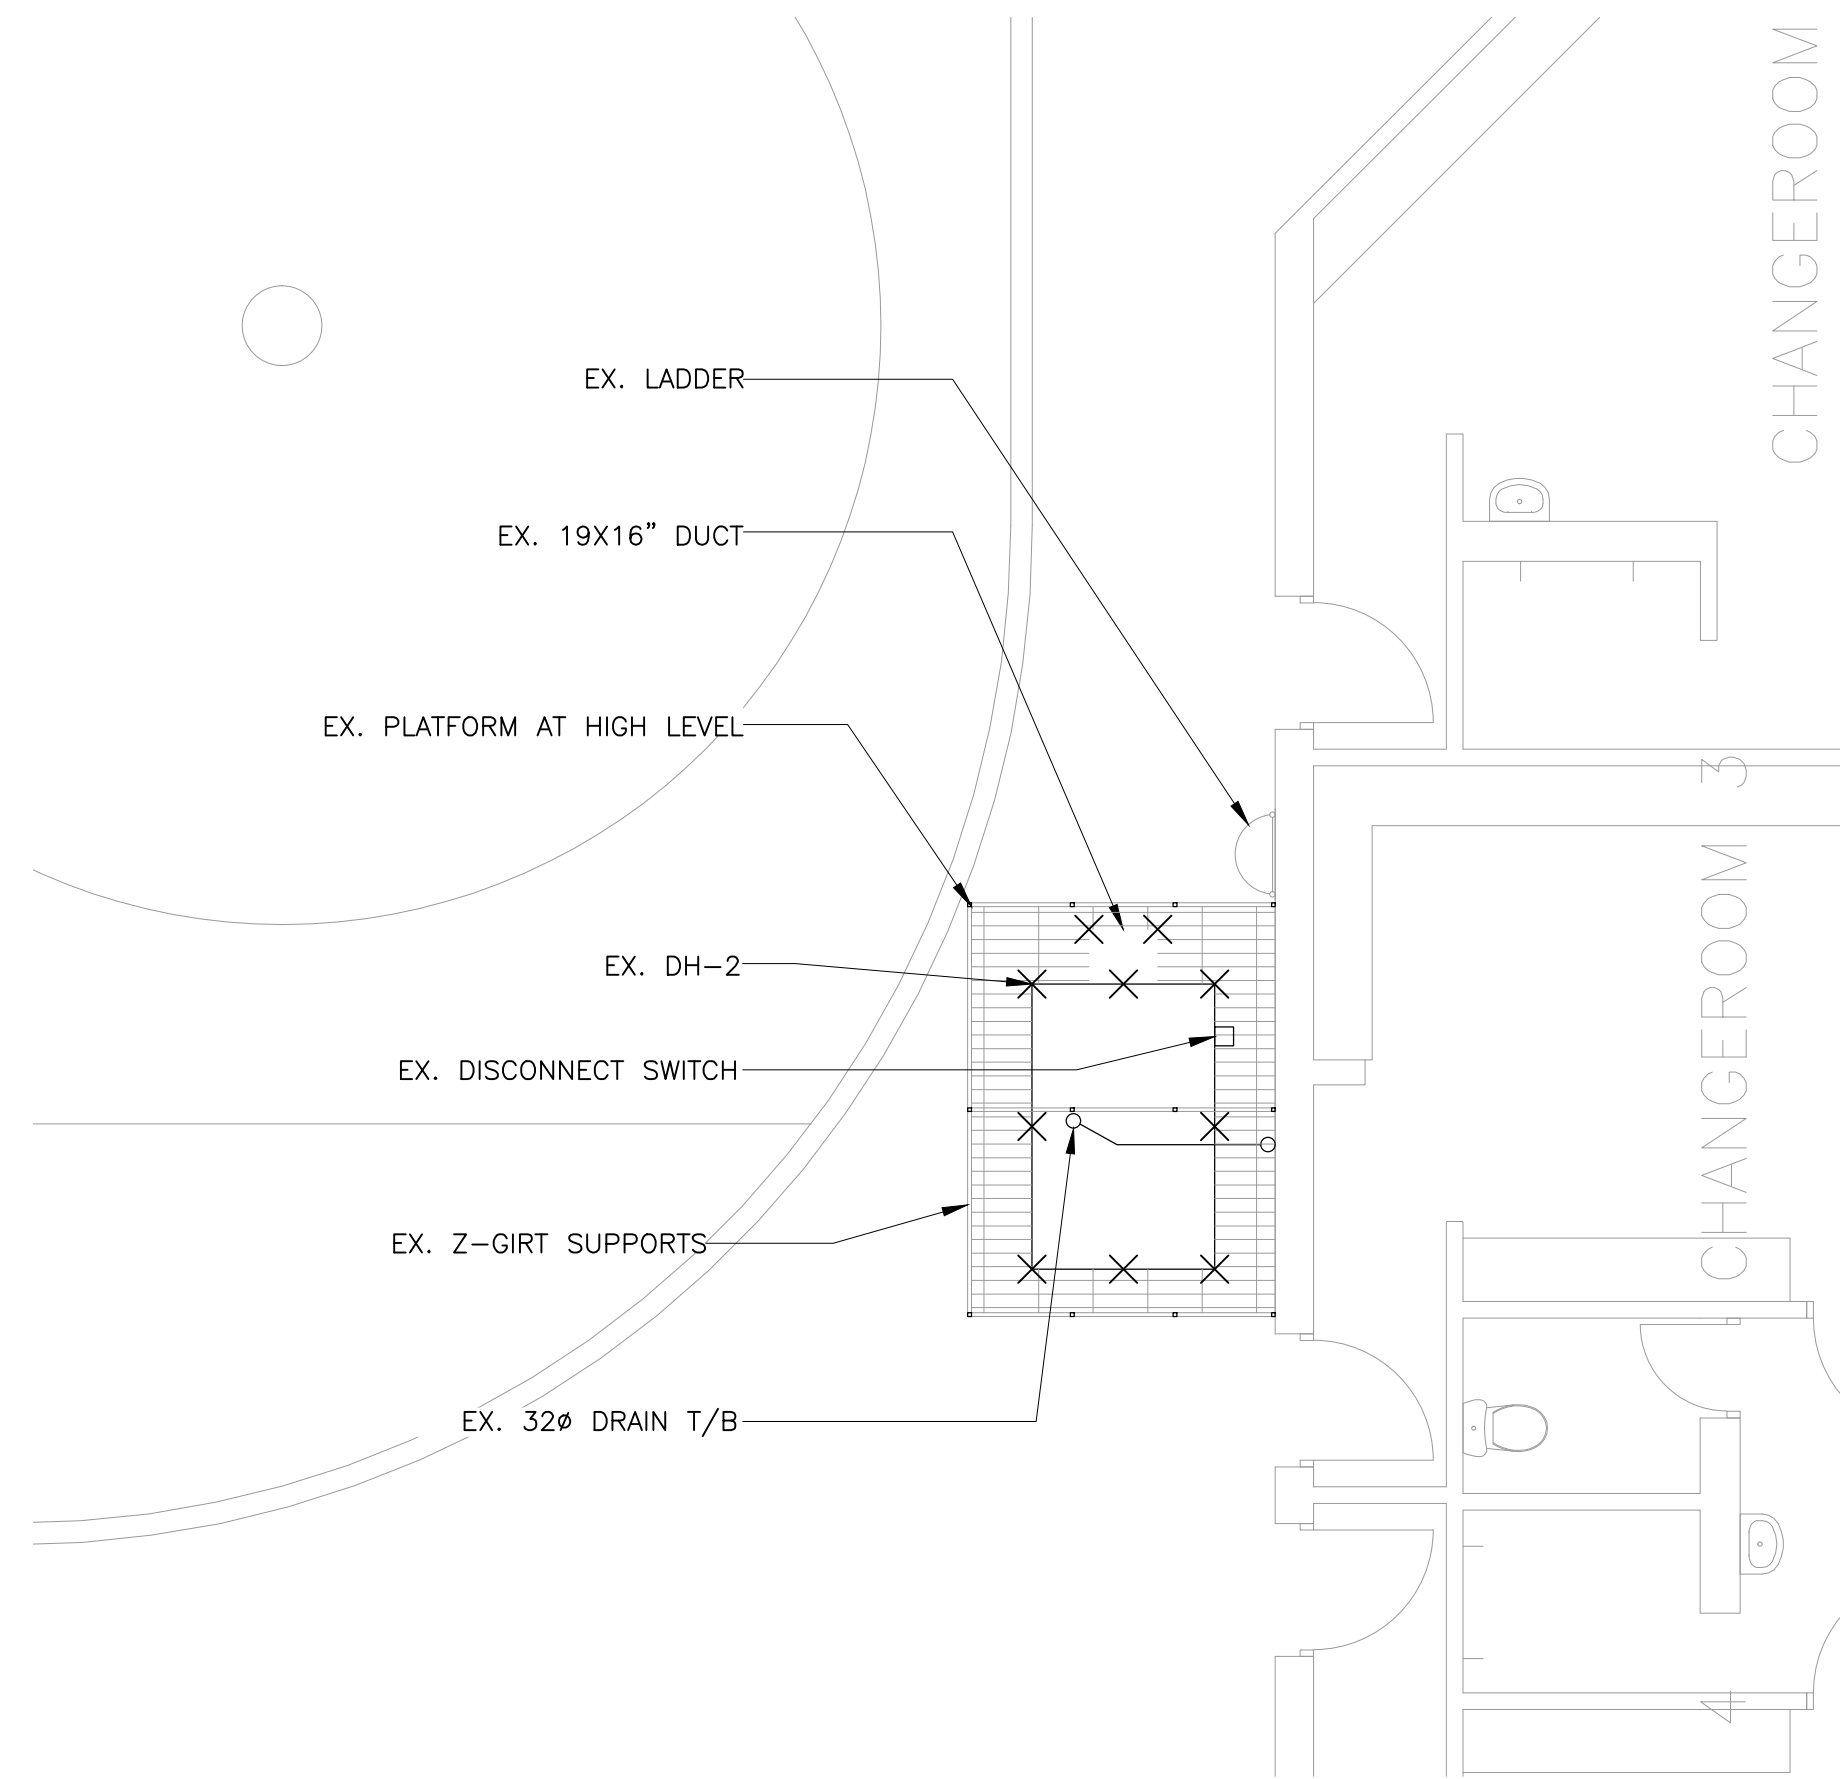 CHANGEROOM 3
EX. LADDER
EX. 19X16” DUCT
EX. PLATFORM AT HIGH LEVEL
EX. DH-2
EX. DISCONNECT SWITCH
EX. Z-GIRT SUPPORTS
EX. 32ø DRAIN T/B
CHANGEROOM
4